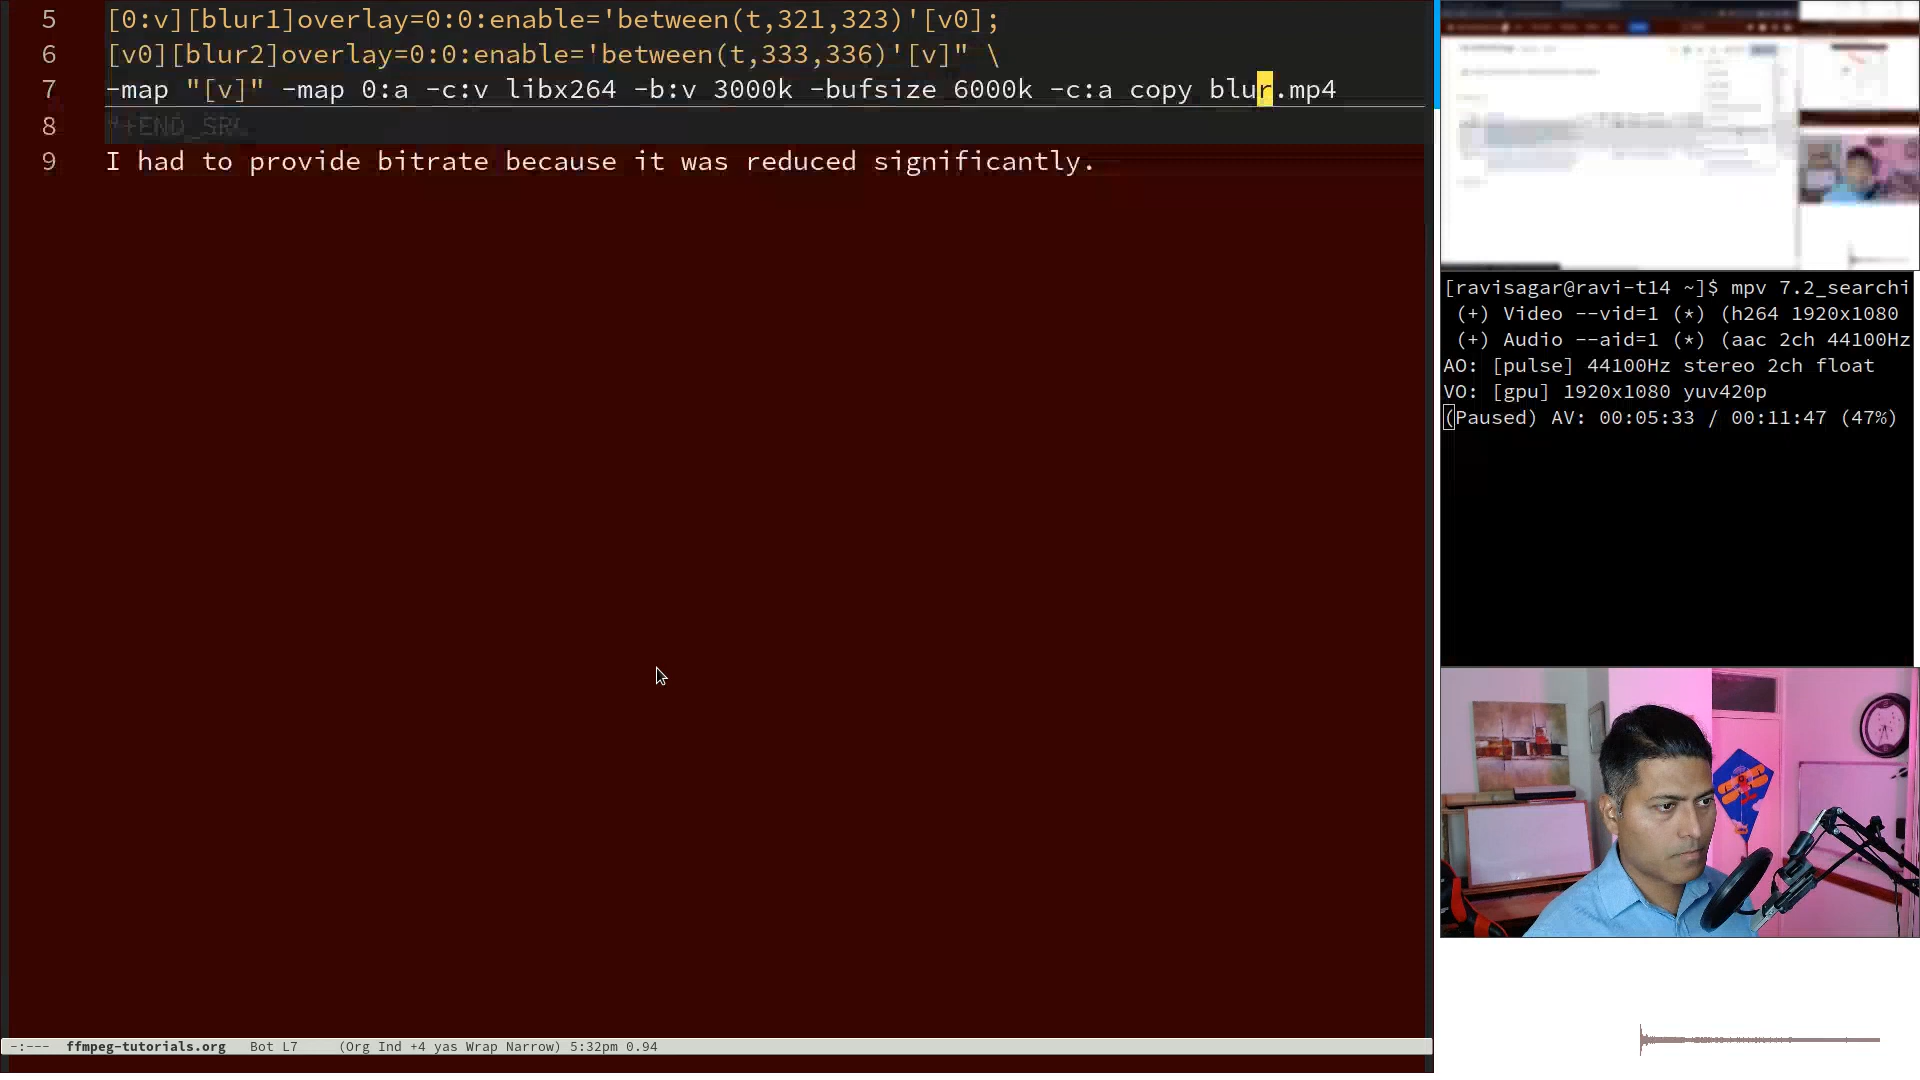 5 [0:v][blur1]overlay=0:0:enable='between(t,321,323)'[v0];
6 [v0][blur2]overlay=0:0:enable='between(t,333,336)'[v]" \
7 -map "[v]" -map 0:a -c:v libx264 -b:v 3000k -bufsize 6000k -c:a copy blur.mp4
8 #+END_SRC
9 I had to provide bitrate because it was reduced significantly.
-:--- ffmpeg-tutorials.org Bot L7 (Org Ind +4 yas Wrap Narrow) 5:32pm 0.94
[ravisagar@ravi-t14 ~]$ mpv 7.2_searchi
(+) Video --vid=1 (*) (h264 1920x1080
(+) Audio --aid=1 (*) (aac 2ch 44100Hz
AO: [pulse] 44100Hz stereo 2ch float
VO: [gpu] 1920x1080 yuv420p
(Paused) AV: 00:05:33 / 00:11:47 (47%)